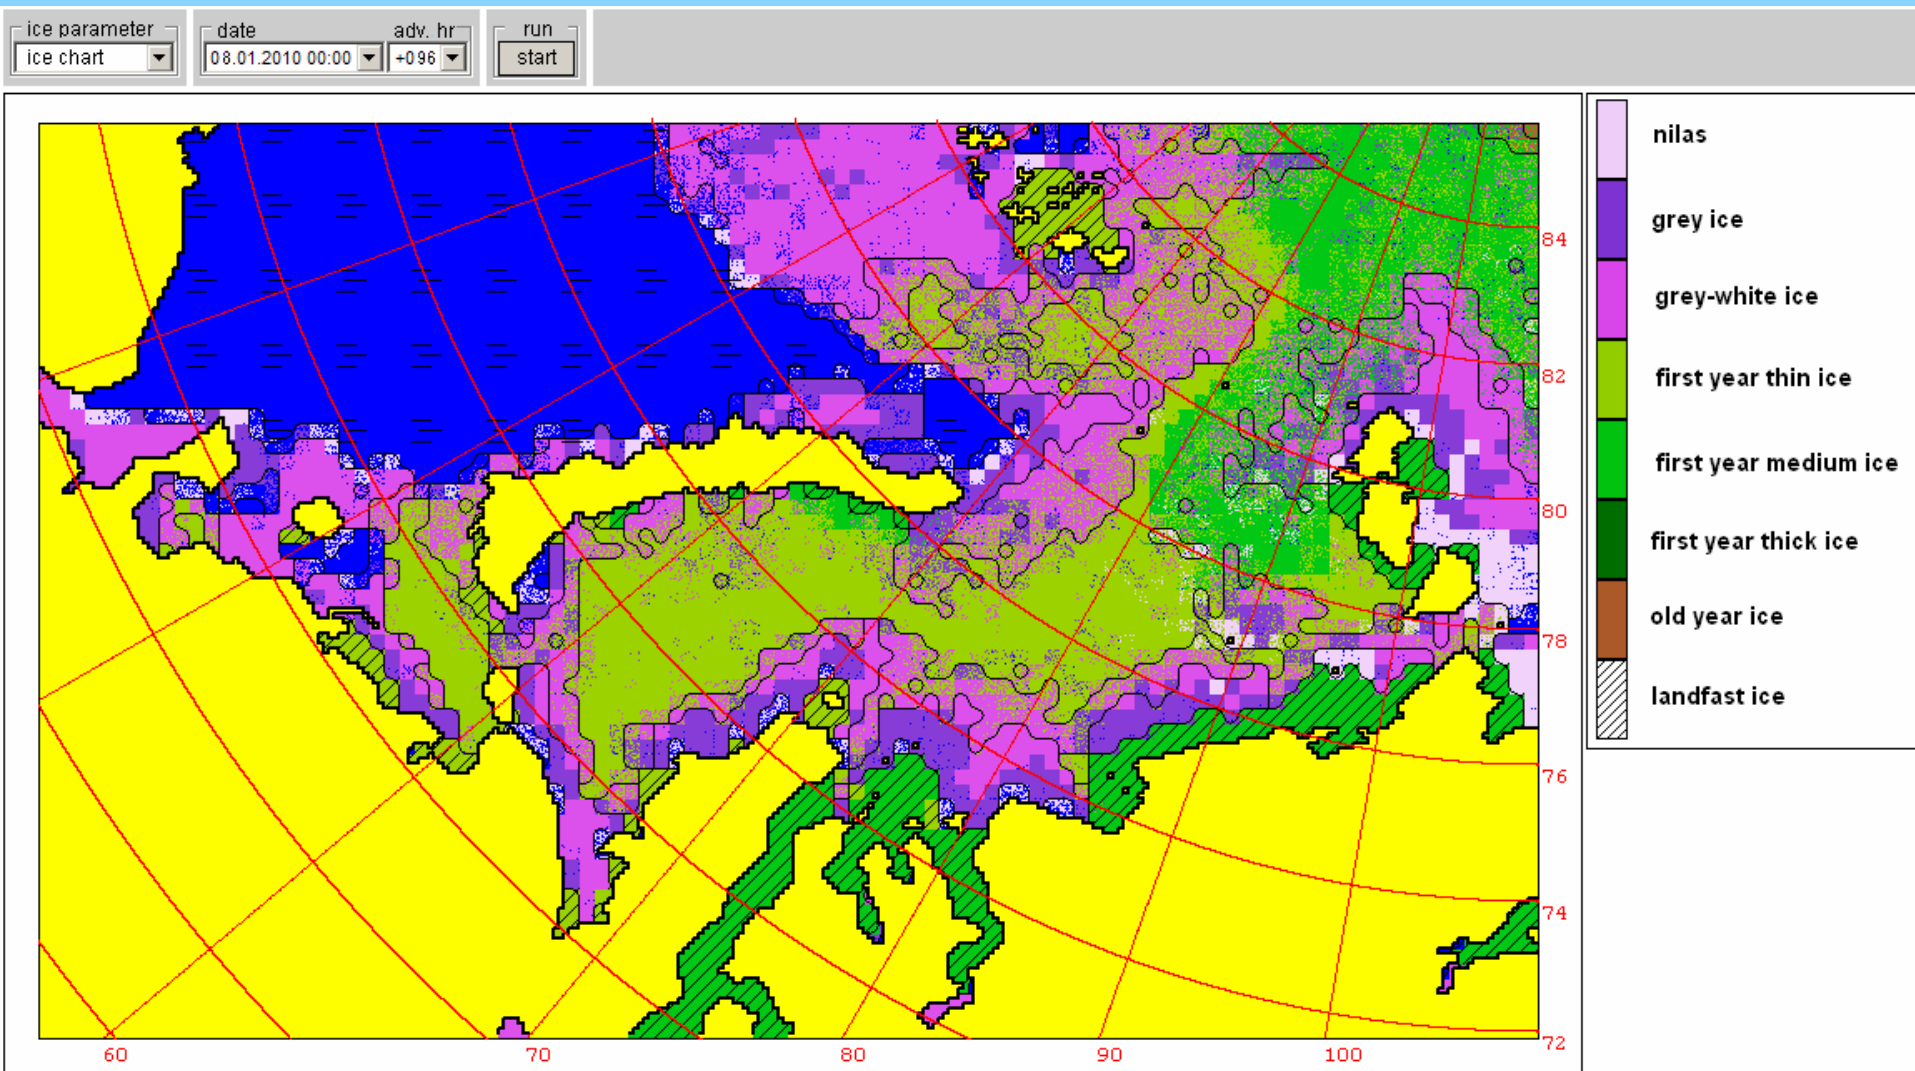 ice parameter date adv. hr run
ice chart 08.01.2010 00:00 +096 start
nilas
grey ice
grey-white ice
first year thin ice
first year medium ice
first year thick ice
old year ice
landfast ice
84
82
80
78
76
74
72
60 70 80 90 100